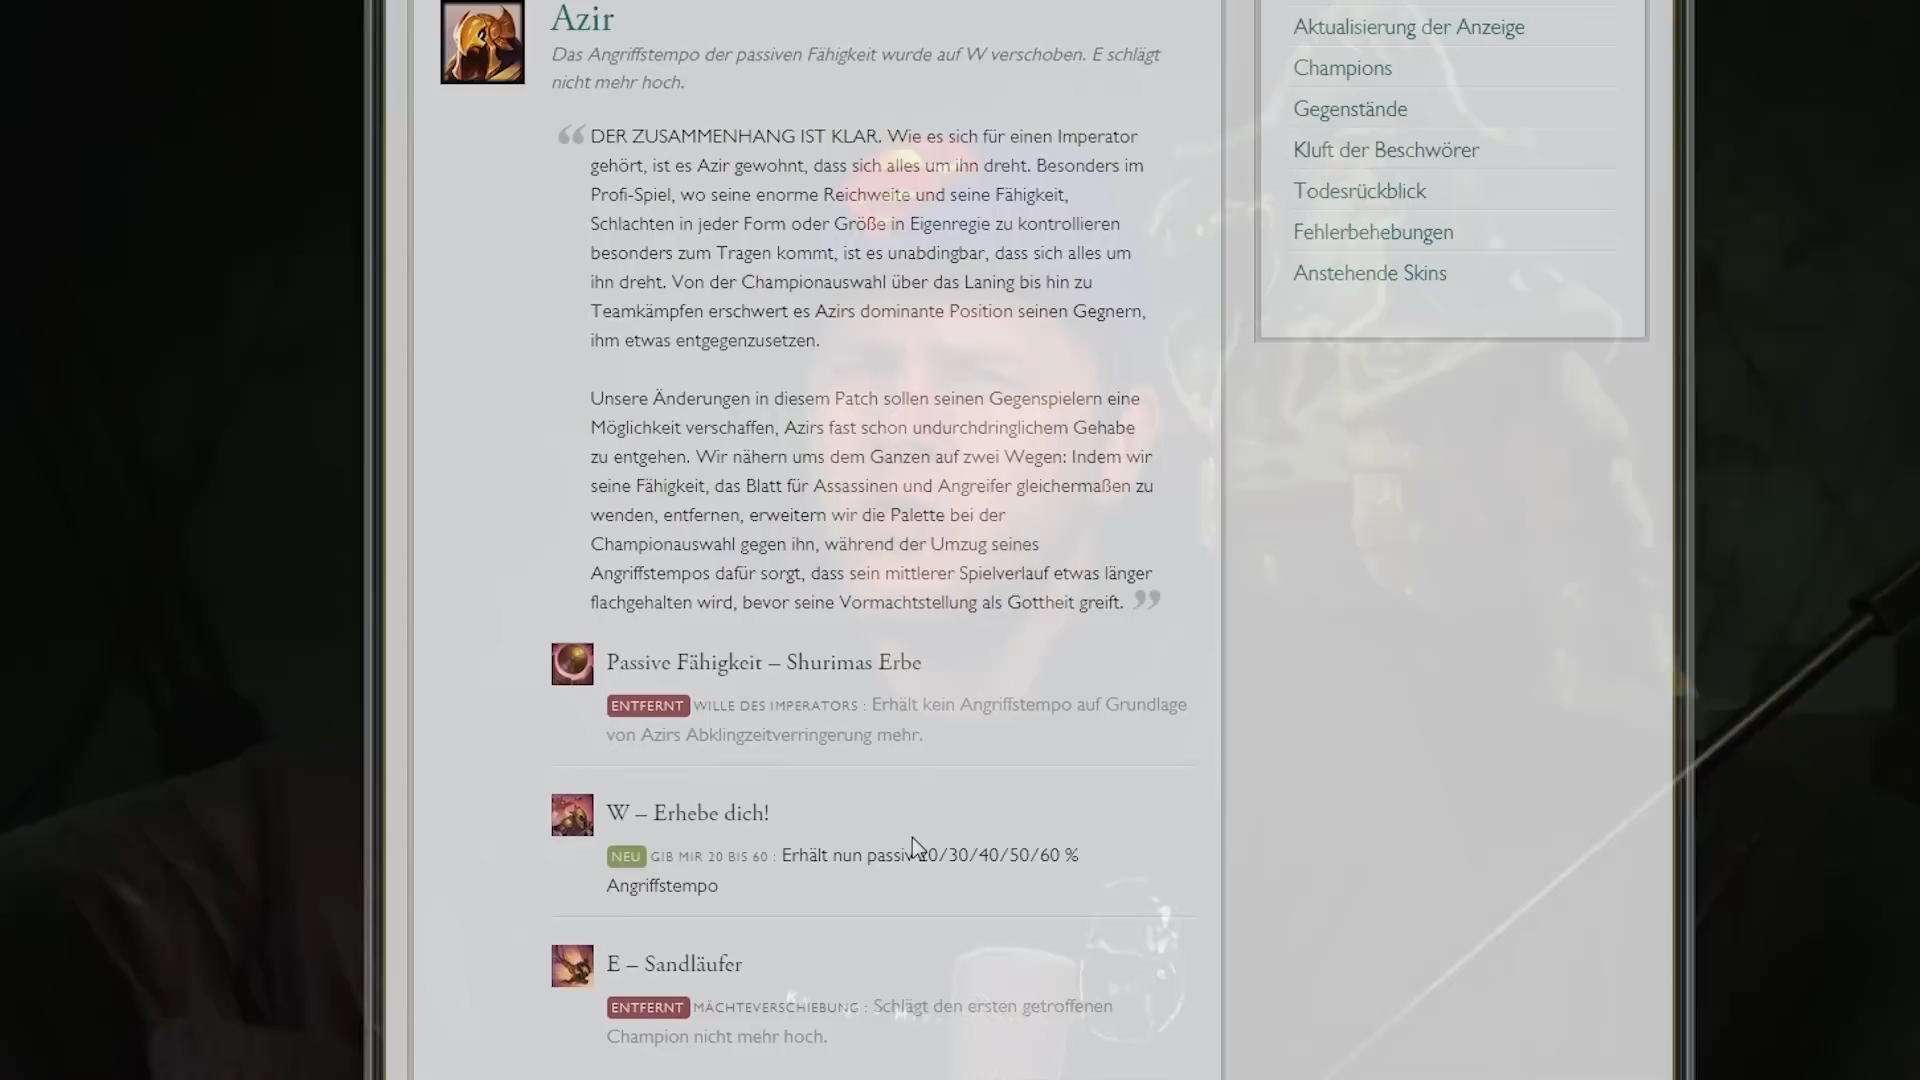 Azir
Das Angriffstempo der passiven Fähigkeit wurde auf W verschoben. E schlägt
nicht mehr hoch.
“ DER ZUSAMMENHANG IST KLAR. Wie es sich für einen Imperator
gehört, ist es Azir gewohnt, dass sich alles um ihn dreht. Besonders im
Profi-Spiel, wo seine enorme Reichweite und seine Fähigkeit,
Schlachten in jeder Form oder Größe in Eigenregie zu kontrollieren
besonders zum Tragen kommt, ist es unabdingbar, dass sich alles um
ihn dreht. Von der Championauswahl über das Laning bis hin zu
Teamkämpfen erschwert es Azirs dominante Position seinen Gegnern,
ihm etwas entgegenzusetzen.
Unsere Änderungen in diesem Patch sollen seinen Gegenspielern eine
Möglichkeit verschaffen, Azirs fast schon undurchdringlichem Gehabe
zu entgehen. Wir nähern ums dem Ganzen auf zwei Wegen: Indem wir
seine Fähigkeit, das Blatt für Assassinen und Angreifer gleichermaßen zu
wenden, entfernen, erweitern wir die Palette bei der
Championauswahl gegen ihn, während der Umzug seines
Angriffstempos dafür sorgt, dass sein mittlerer Spielverlauf etwas länger
flachgehalten wird, bevor seine Vormachtstellung als Gottheit greift. ”
Passive Fähigkeit – Shurimas Erbe
ENTFERNT WILLE DES IMPERATORS : Erhält kein Angriffstempo auf Grundlage
von Azirs Abklingzeitverringerung mehr.
W – Erhebe dich!
NEU GIB MIR 20 BIS 60 : Erhält nun passiv 20/30/40/50/60 %
Angriffstempo
E – Sandläufer
ENTFERNT MÄCHTEVERSCHIEBUNG : Schlägt den ersten getroffenen
Champion nicht mehr hoch.
Aktualisierung der Anzeige
Champions
Gegenstände
Kluft der Beschwörer
Todesrückblick
Fehlerbehebungen
Anstehende Skins